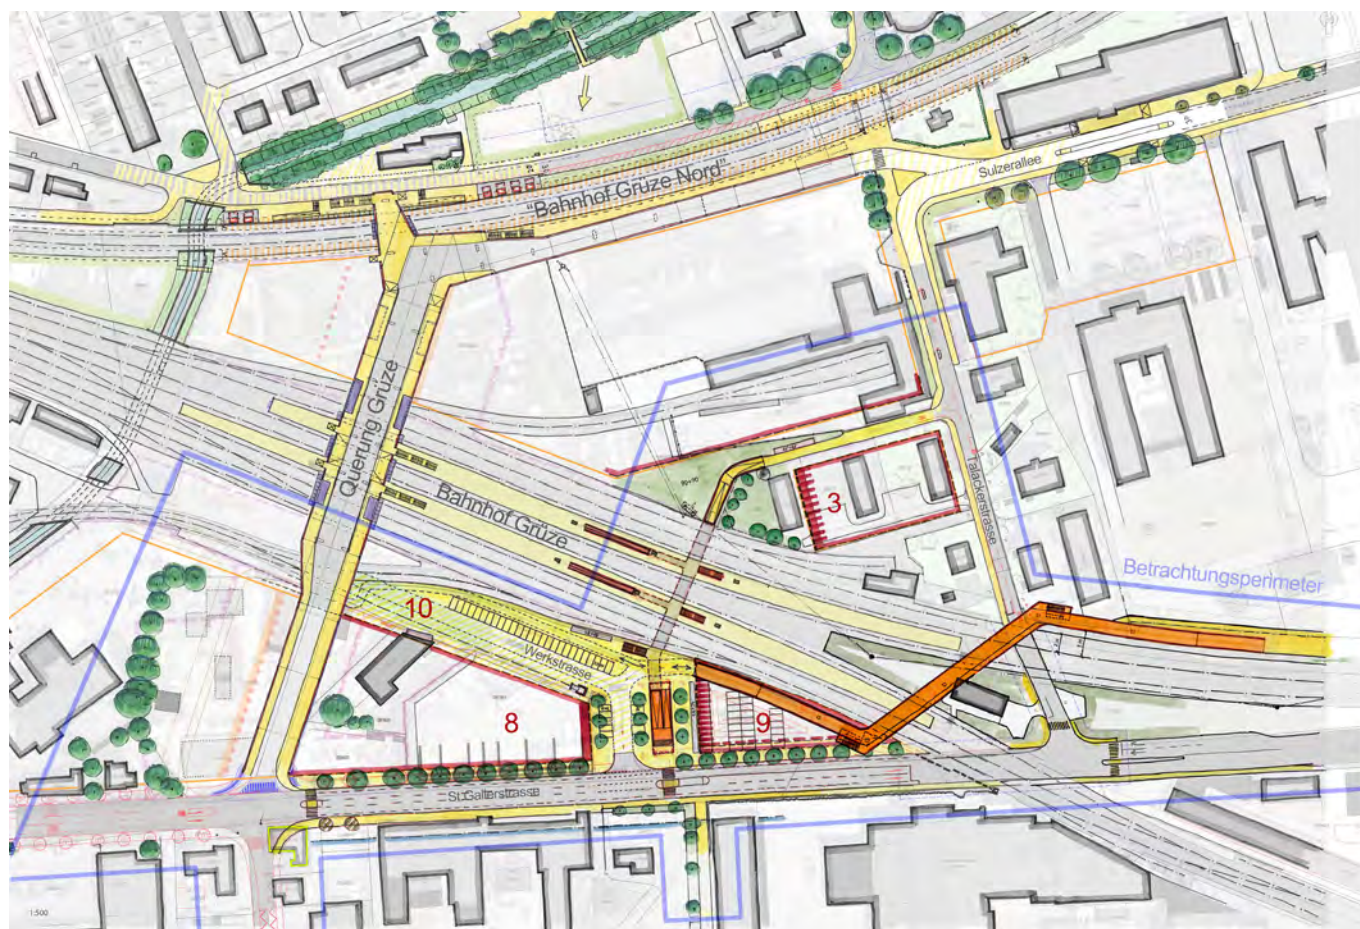 Sulzerallee
"Bahnhof Grüze Nord"
Querung Grüze
Bahnhof Grüze
3
Talackerstrasse
Betrachtungsperimeter
10
Werkstrasse
8
9
St.Gallerstrasse
1:500